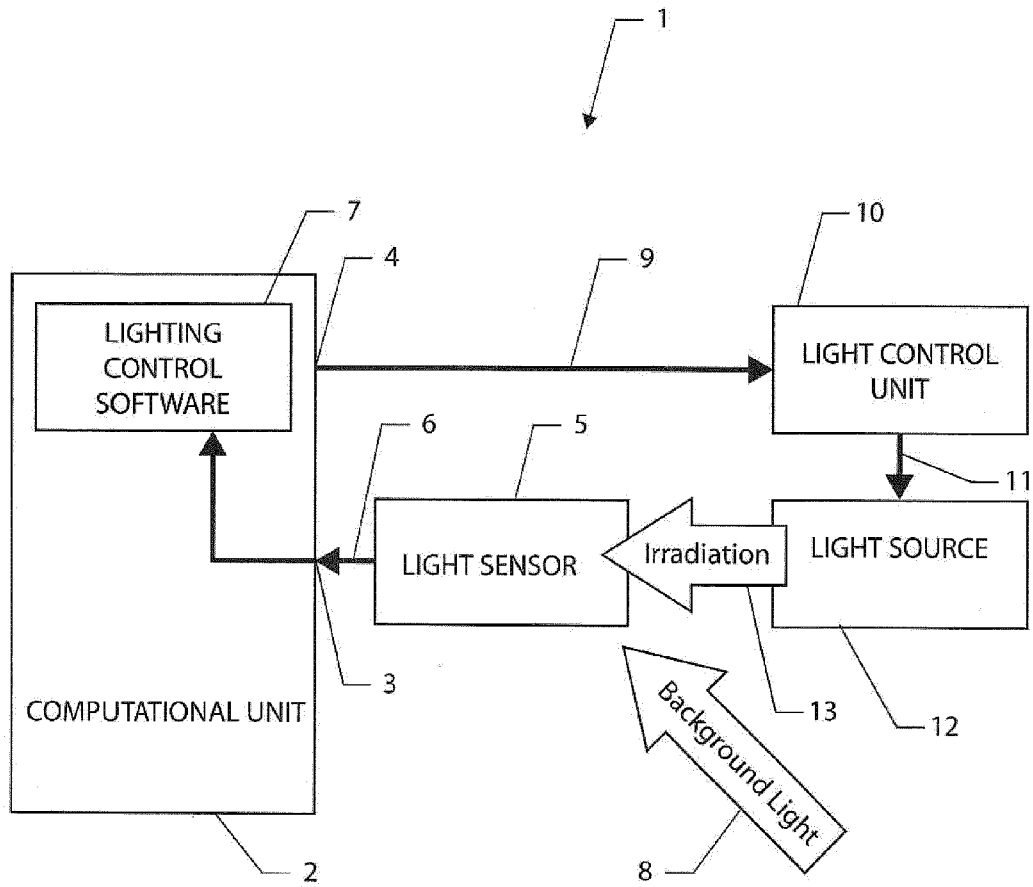 1
7
4
9
10
LIGHTING
CONTROL
SOFTWARE
LIGHT CONTROL
UNIT
6
5
11
LIGHT SENSOR
Irradiation
LIGHT SOURCE
3
COMPUTATIONAL UNIT
Background Light
13
12
2
8